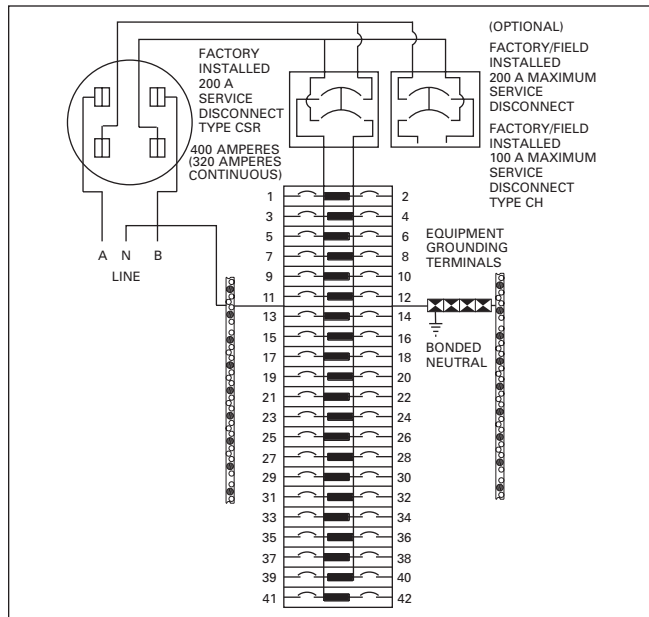 (OPTIONAL)
FACTORY
INSTALLED
200 A
SERVICE
DISCONNECT
TYPE CSR
400 AMPERES
(320 AMPERES
CONTINUOUS)
FACTORY/FIELD
INSTALLED
200 A MAXIMUM
SERVICE
DISCONNECT
FACTORY/FIELD
INSTALLED
100 A MAXIMUM
SERVICE
DISCONNECT
TYPE CH
A N B
LINE
EQUIPMENT
GROUNDING
TERMINALS
BONDED
NEUTRAL
1 2
3 4
5 6
7 8
9 10
11 12
13 14
15 16
17 18
19 20
21 22
23 24
25 26
27 28
29 30
31 32
33 34
35 36
37 38
39 40
41 42